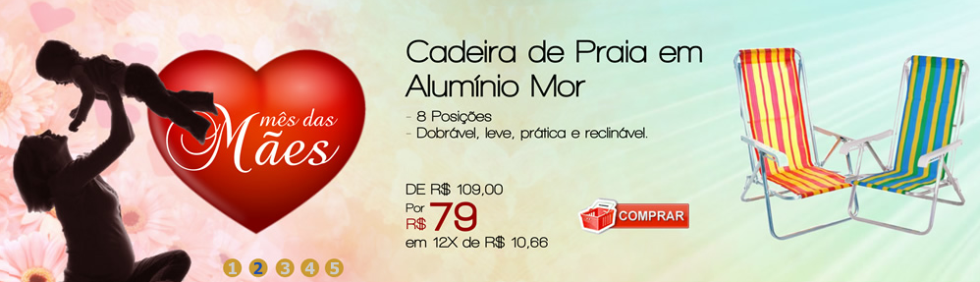 mês das
Mães
Cadeira de Praia em
Alumínio Mor
- 8 Posições
- Dobrável, leve, prática e reclinável.
DE R$ 109,00
Por
R$ 79
em 12X de R$ 10,66
COMPRAR
1 2 3 4 5